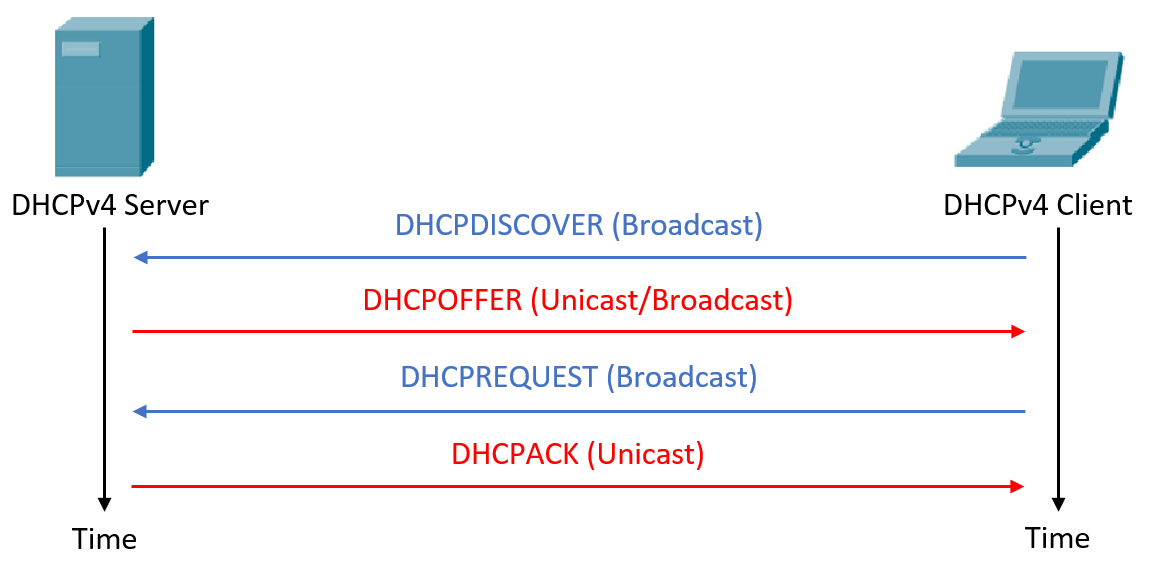 DHCPv4 Server
DHCPv4 Client
DHCPDISCOVER (Broadcast)
DHCPOFFER (Unicast/Broadcast)
DHCPREQUEST (Broadcast)
DHCPACK (Unicast)
Time
Time